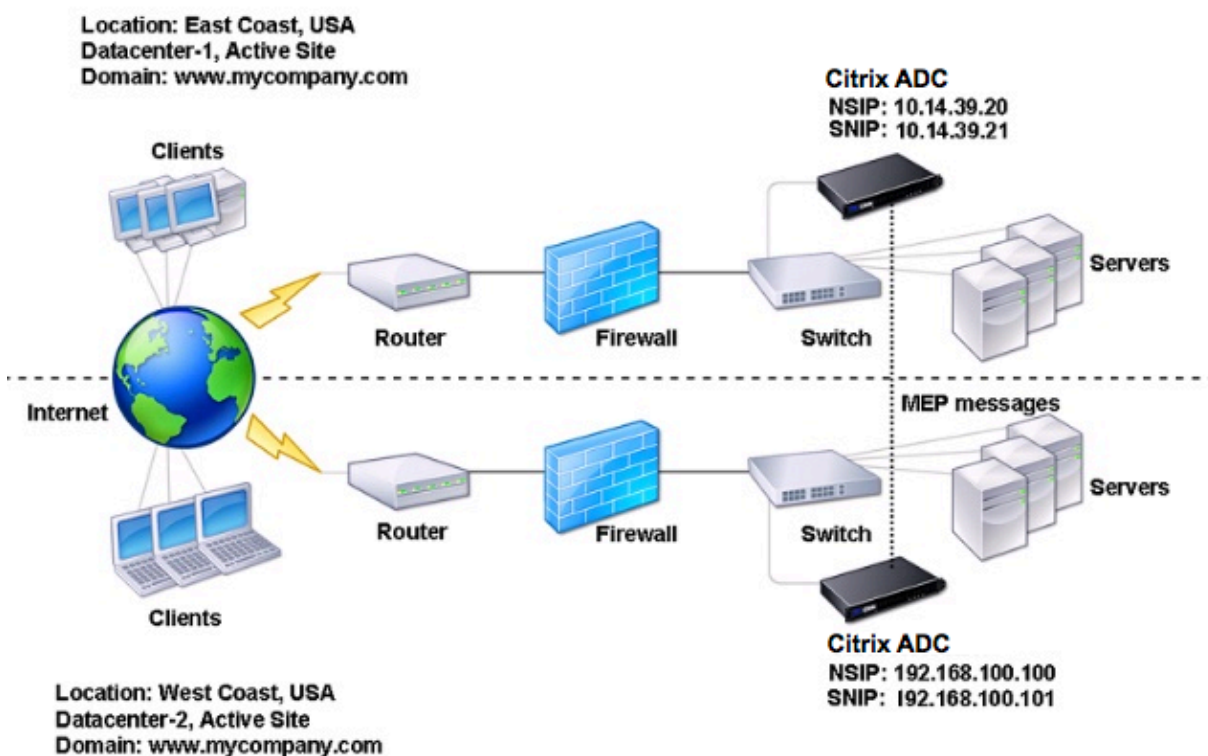 Location: East Coast, USA
Datacenter-1, Active Site
Domain: www.mycompany.com
Citrix ADC
NSIP: 10.14.39.20
SNIP: 10.14.39.21
Clients
Servers
Router
Firewall
Switch
Internet
MEP messages
Servers
Router
Firewall
Switch
Clients
Citrix ADC
NSIP: 192.168.100.100
SNIP: I92.168.100.101
Location: West Coast, USA
Datacenter-2, Active Site
Domain: www.mycompany.com